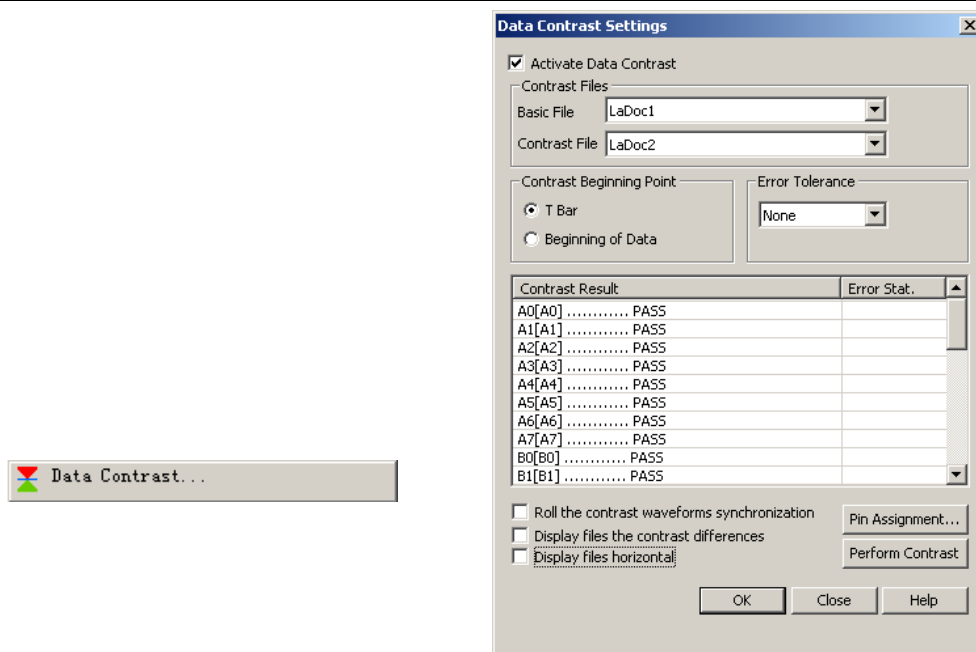 Data Contrast...
Data Contrast Settings
Activate Data Contrast
Contrast Files
Basic File LaDoc1
Contrast File LaDoc2
Contrast Beginning Point
T Bar
Beginning of Data
Error Tolerance
None
Contrast Result Error Stat.
A0[A0] ............ PASS
A1[A1] ............ PASS
A2[A2] ............ PASS
A3[A3] ............ PASS
A4[A4] ............ PASS
A5[A5] ............ PASS
A6[A6] ............ PASS
A7[A7] ............ PASS
B0[B0] ............ PASS
B1[B1] ............ PASS
Roll the contrast waveforms synchronization
Display files the contrast differences
Display files horizontal
Pin Assignment...
Perform Contrast
OK Close Help